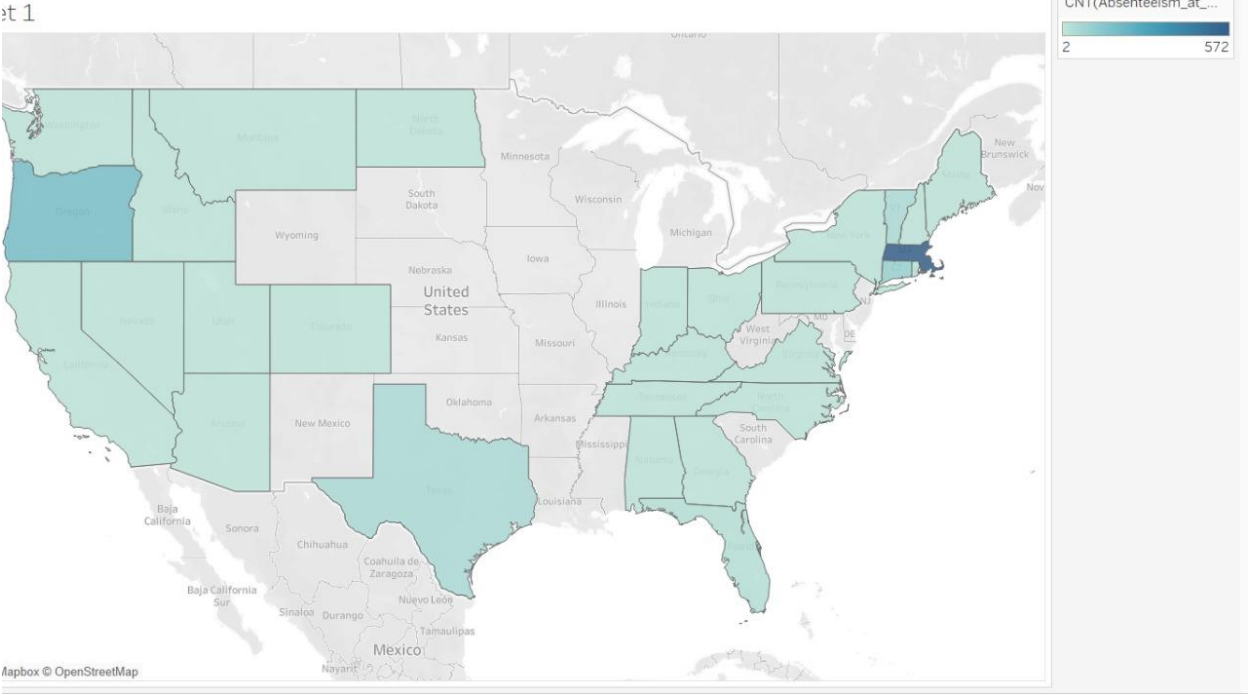 et 1
CNT(Absenteeism_at_...
2
572
Ontario
Washington
Montana
North
Dakota
Minnesota
New
Brunswick
Maine
Nov
Oregon
Idaho
South
Dakota
Wisconsin
Michigan
New York
Wyoming
Iowa
Nebraska
United
States
Illinois
Indiana
Ohio
Pennsylvania
NJ
Nevada
Utah
Colorado
Kansas
Missouri
West
Virginia
MD
DE
Virginia
California
Kentucky
Oklahoma
Tennessee
North
Carolina
Arizona
New Mexico
Arkansas
South
Carolina
Mississippi
Alabama
Georgia
Texas
Louisiana
Baja
California
Sonora
Chihuahua
Florida
Coahuila de
Zaragoza
Baja California
Sur
Nuevo León
Sinaloa
Durango
Tamaulipas
Mexico
Nayarit
Mapbox © OpenStreetMap